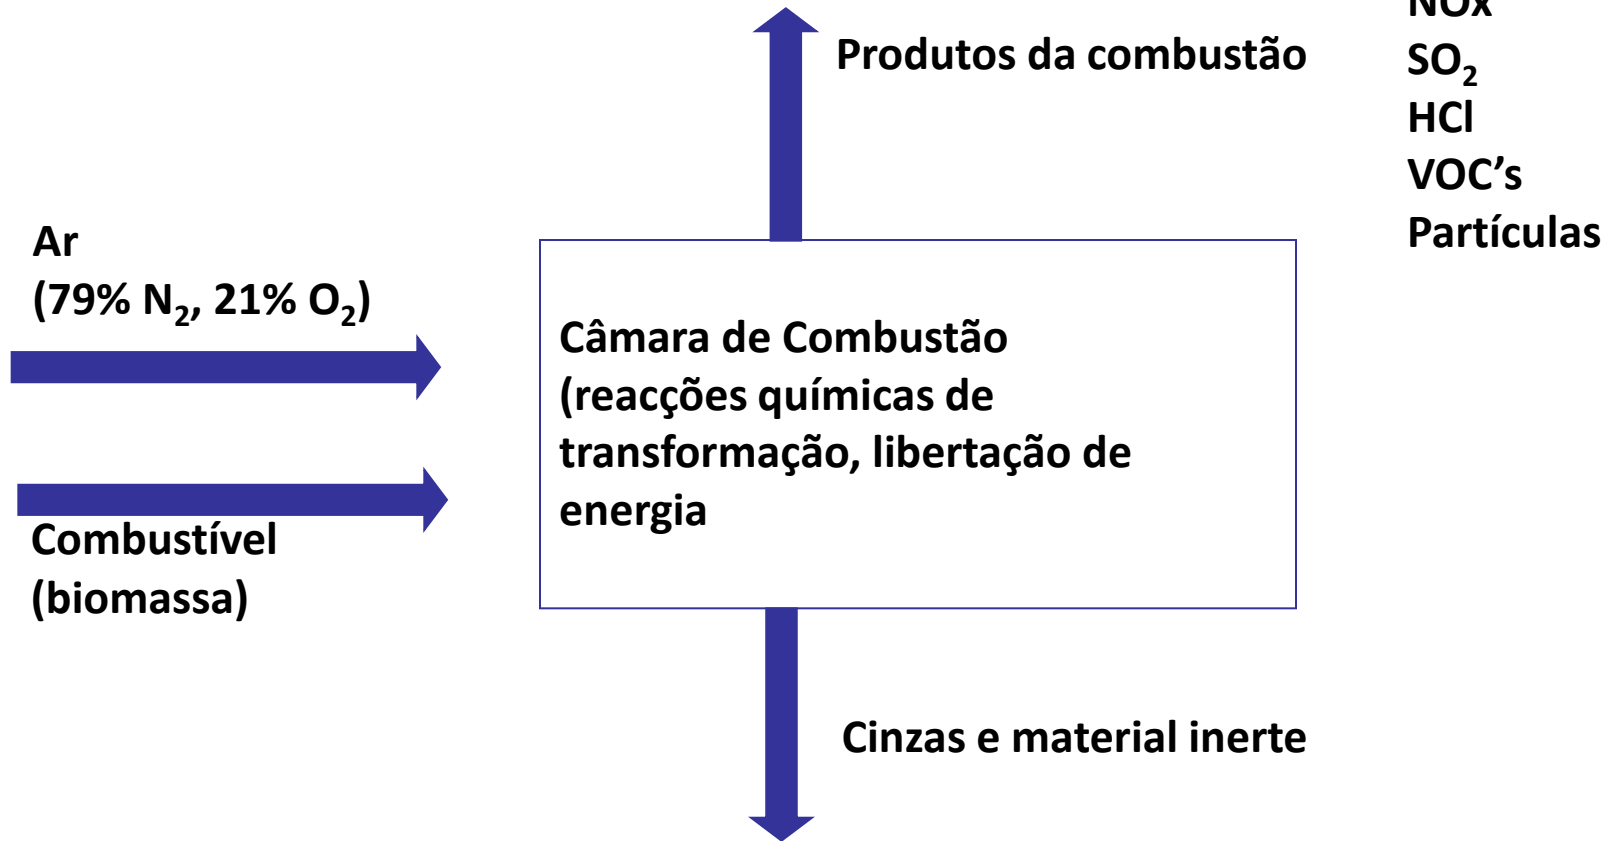 NOx
SO₂
HCl
VOC’s
Partículas
Produtos da combustão
Ar
(79% N₂, 21% O₂)
Câmara de Combustão
(reacções químicas de
transformação, libertação de
energia
Combustível
(biomassa)
Cinzas e material inerte